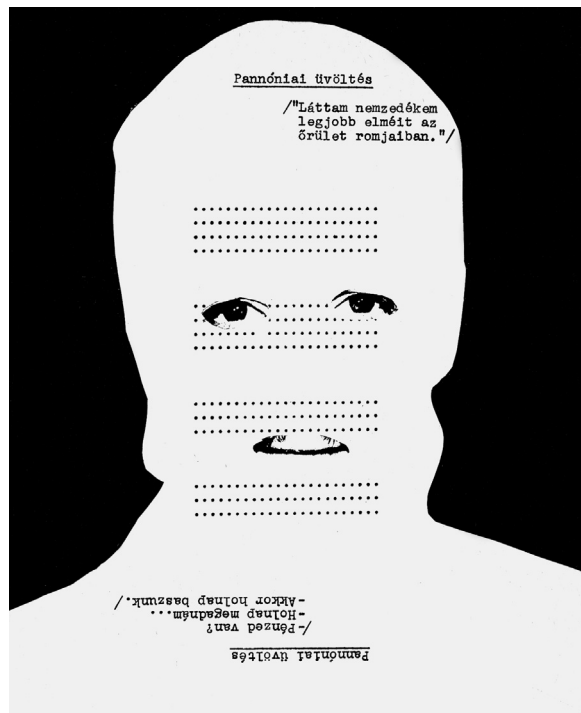 Pannóniai üvöltés
/"Láttam nemzedékem
legjobb elméit az
őrület romjaiban."/
Pannóniai üvöltés
/-Pénzed van?
-Holnap megadnám...
-Akkor holnap baszunk./